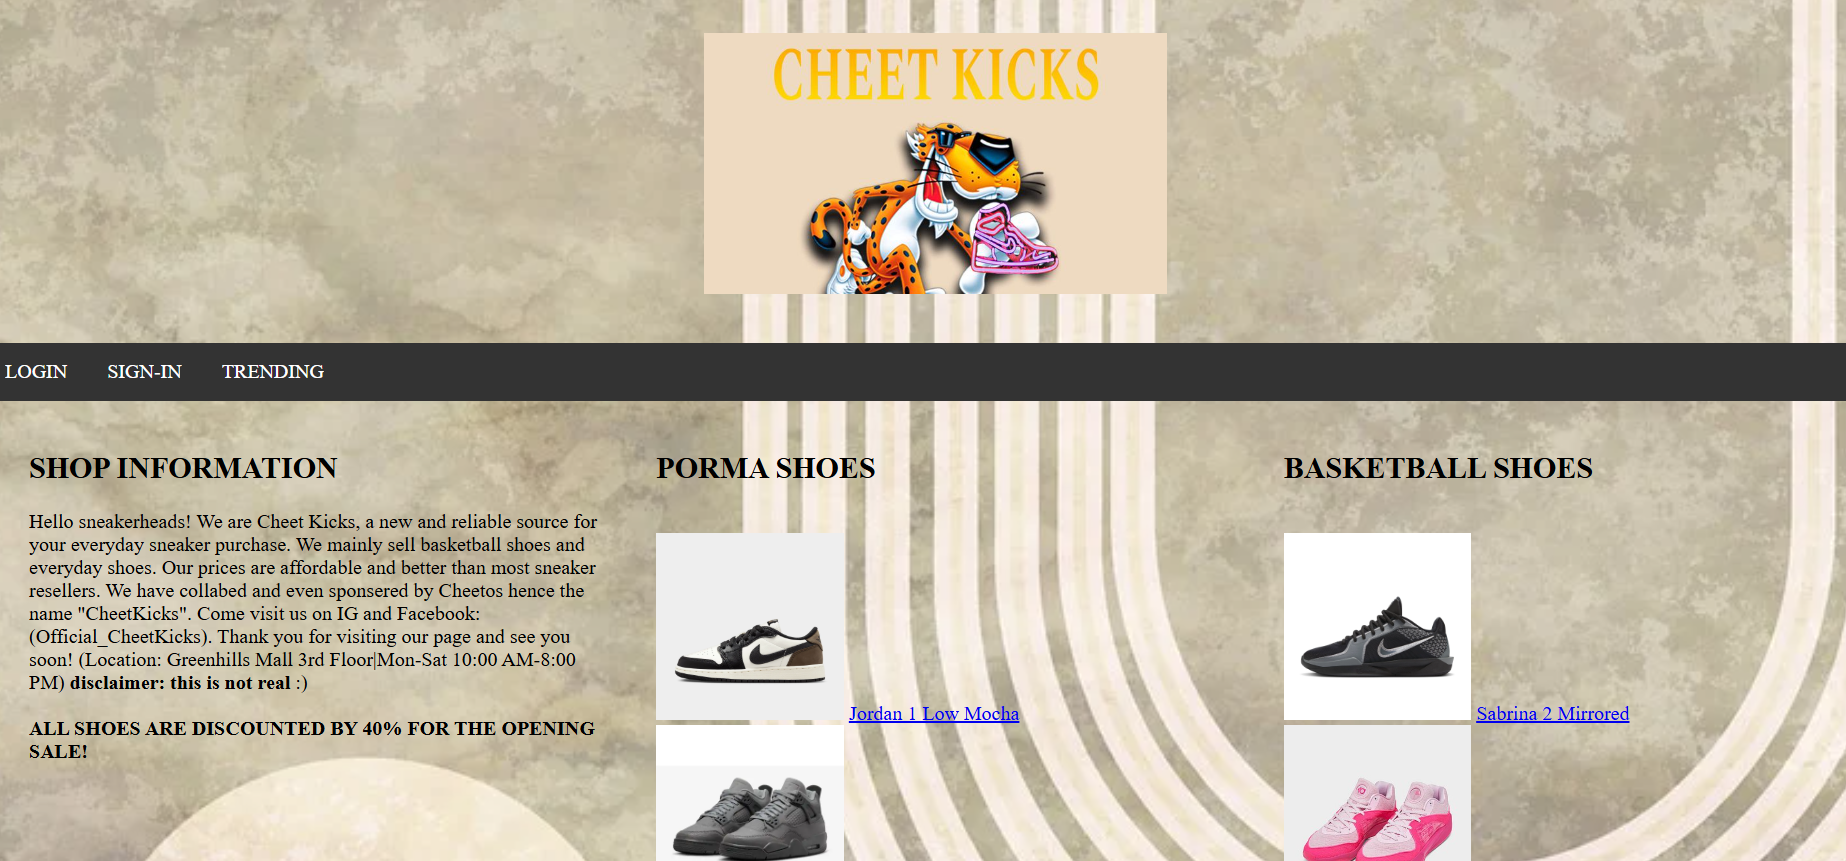 CHEET KICKS
LOGIN
SIGN-IN
TRENDING
SHOP INFORMATION
Hello sneakerheads! We are Cheet Kicks, a new and reliable source for
your everyday sneaker purchase. We mainly sell basketball shoes and
everyday shoes. Our prices are affordable and better than most sneaker
resellers. We have collabed and even sponsered by Cheetos hence the
name "CheetKicks". Come visit us on IG and Facebook:
(Official_CheetKicks). Thank you for visiting our page and see you
soon! (Location: Greenhills Mall 3rd Floor|Mon-Sat 10:00 AM-8:00
PM) disclaimer: this is not real :)
ALL SHOES ARE DISCOUNTED BY 40% FOR THE OPENING
SALE!
PORMA SHOES
Jordan 1 Low Mocha
BASKETBALL SHOES
Sabrina 2 Mirrored